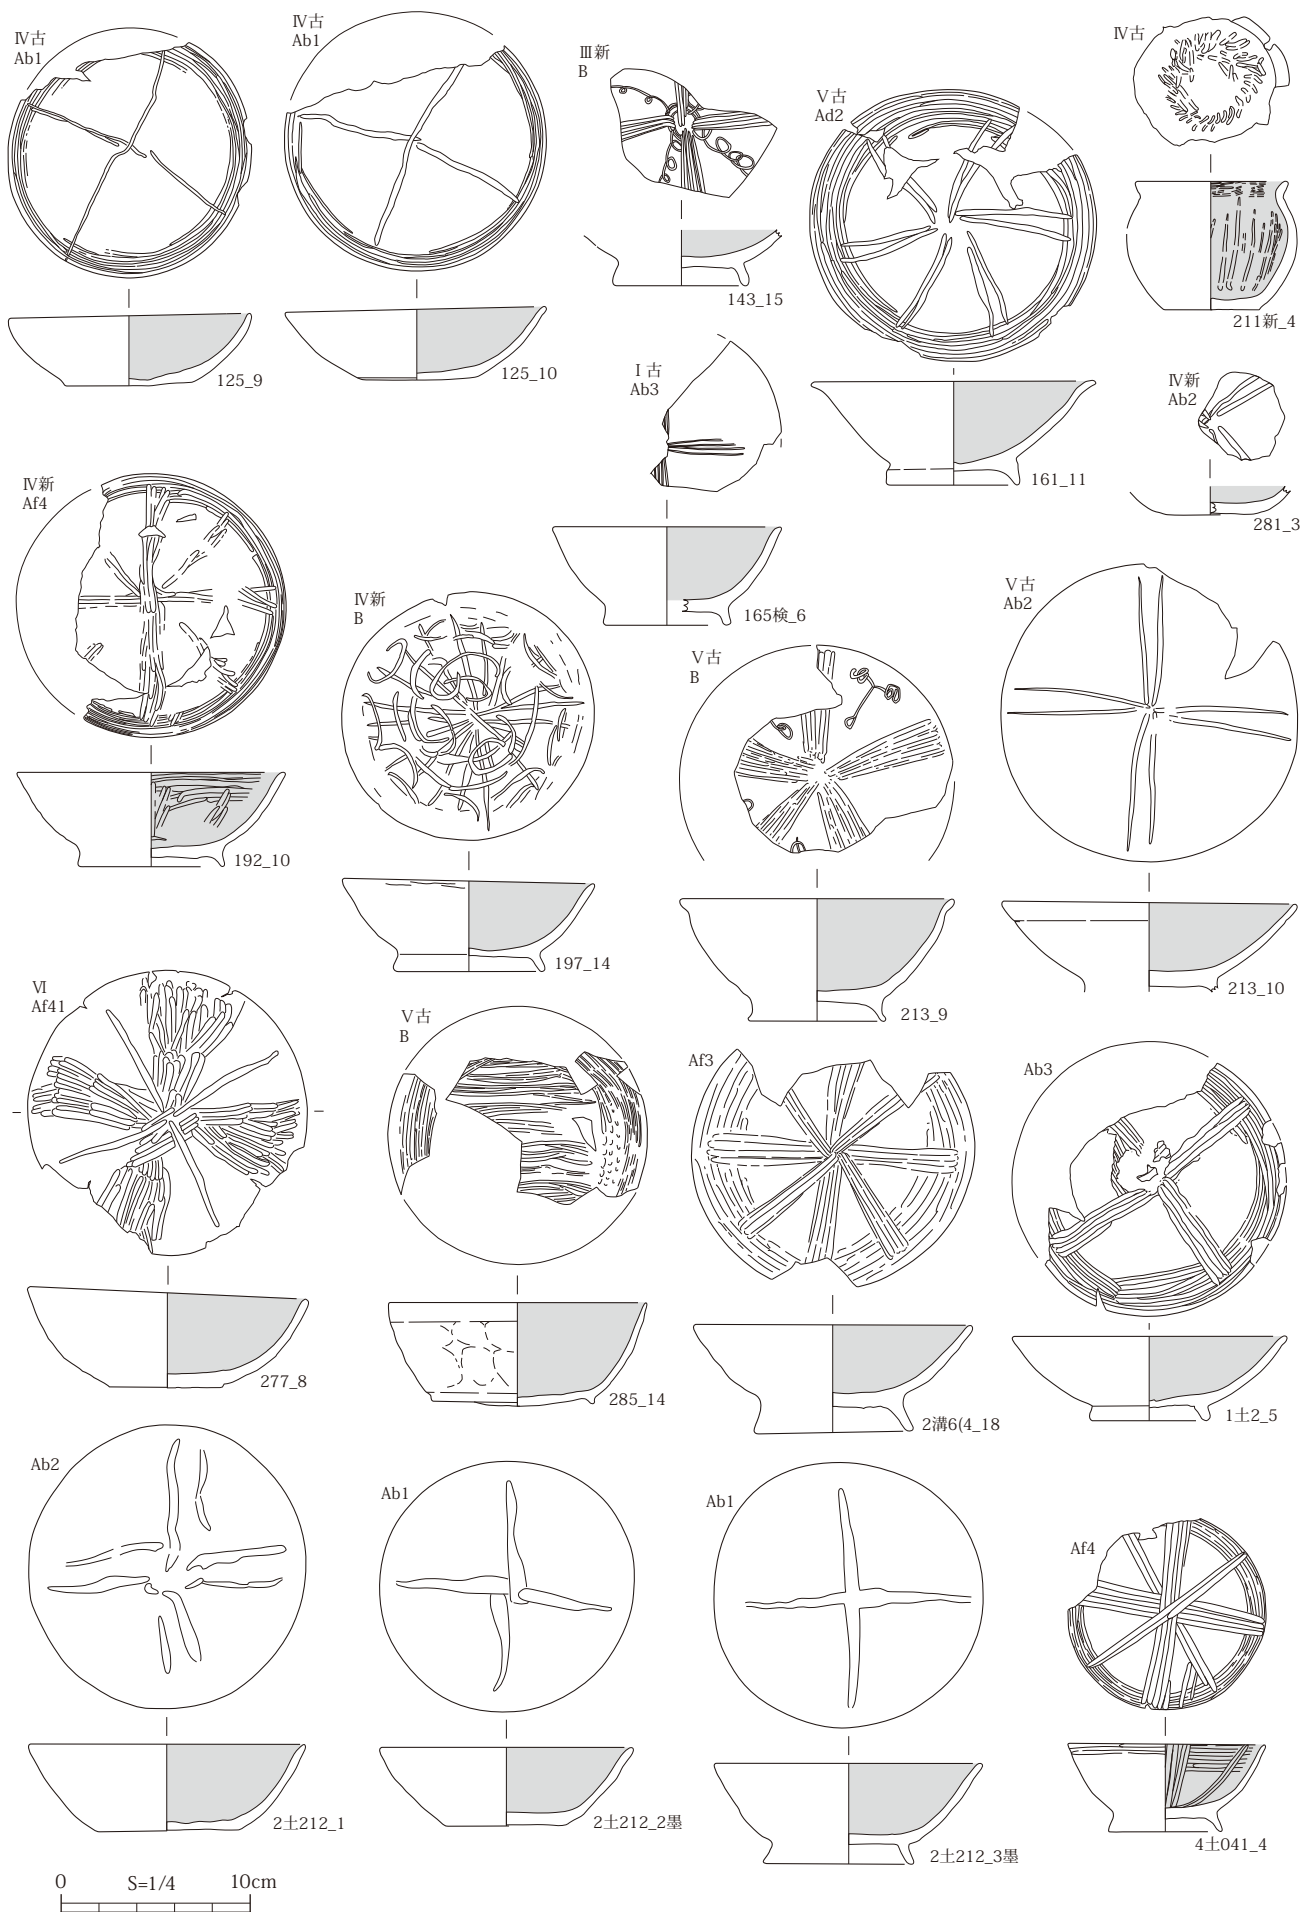 Ⅳ古
Ab1
125_9
Ⅳ古
Ab1
125_10
Ⅲ新
B
143_15
Ⅴ古
Ad2
161_11
Ⅳ古
211新_4
Ⅰ古
Ab3
165検_6
Ⅳ新
Ab2
281_3
Ⅳ新
Af4
192_10
Ⅳ新
B
197_14
Ⅴ古
B
213_9
Ⅴ古
Ab2
213_10
Ⅵ
Af41
277_8
Ⅴ古
B
285_14
Af3
2溝6(4_18
Ab3
1土2_5
Ab2
2土212_1
Ab1
2土212_2墨
Ab1
2土212_3墨
Af4
4土041_4
0 S=1/4 10cm